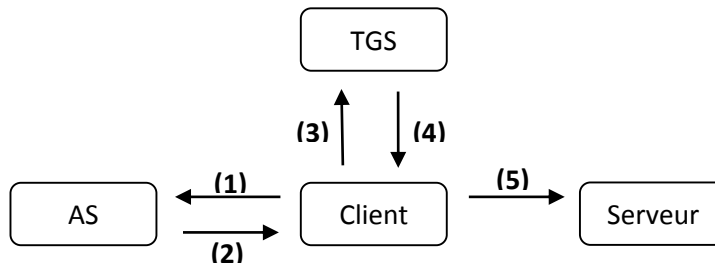 TGS
(3)
(4)
(1)
(5)
AS
Client
Serveur
(2)